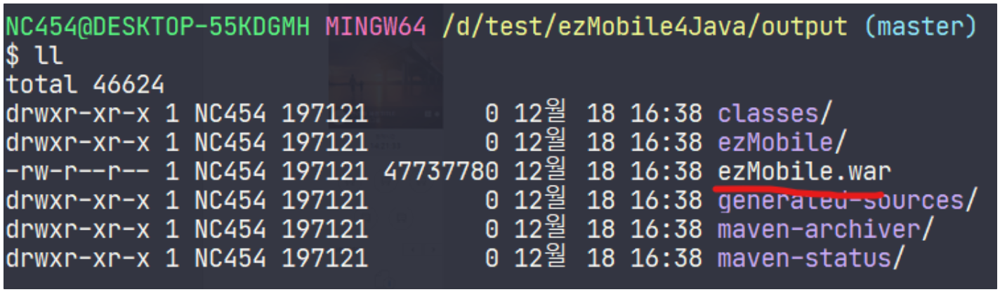 NC454@DESKTOP-55KDGMH MINGW64 /d/test/ezMobile4Java/output (master)
$ ll
total 46624
drwxr-xr-x 1 NC454 197121        0 12월 18 16:38 classes/
drwxr-xr-x 1 NC454 197121        0 12월 18 16:38 ezMobile/
-rw-r--r-- 1 NC454 197121 47737780 12월 18 16:38 ezMobile.war
drwxr-xr-x 1 NC454 197121        0 12월 18 16:38 generated-sources/
drwxr-xr-x 1 NC454 197121        0 12월 18 16:38 maven-archiver/
drwxr-xr-x 1 NC454 197121        0 12월 18 16:38 maven-status/